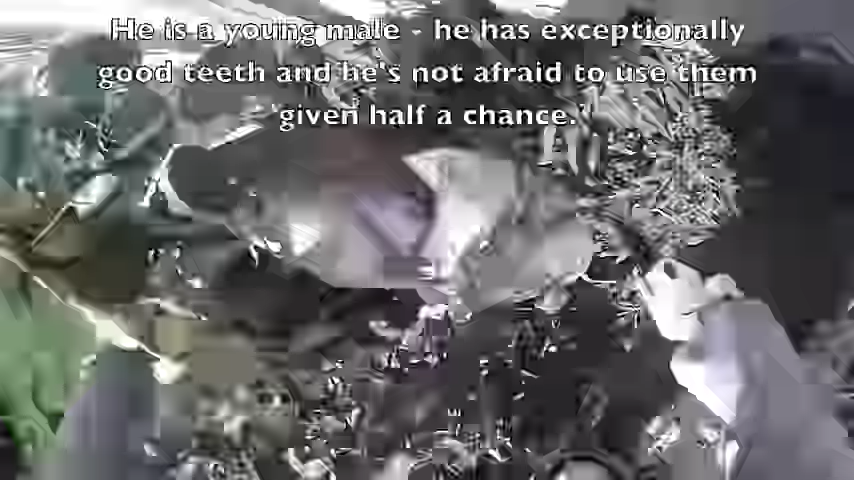 He is a young male - he has exceptionally
good teeth and he's not afraid to use them
given half a chance.